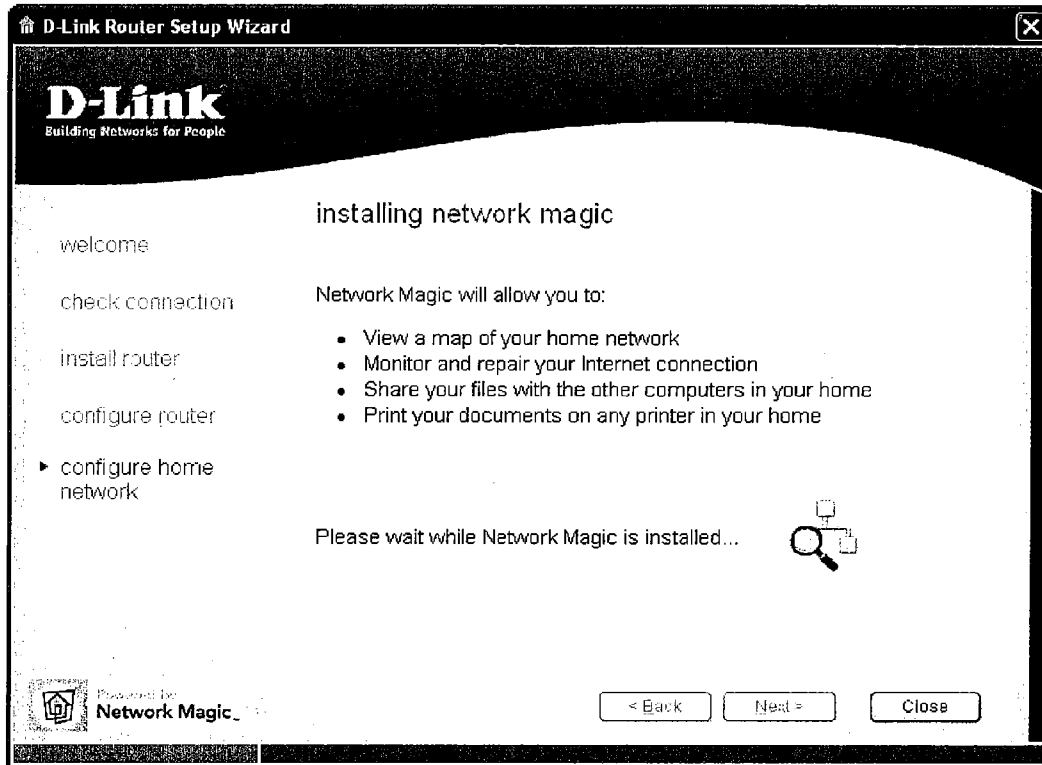 D-Link Router Setup Wizard
D-Link
Building Networks for People
welcome
check connection
install router
configure router
configure home
network
installing network magic
Network Magic will allow you to:
• View a map of your home network
• Monitor and repair your Internet connection
• Share your files with the other computers in your home
• Print your documents on any printer in your home
Please wait while Network Magic is installed...
Powered by
Network Magic
< Back
Next >
Close